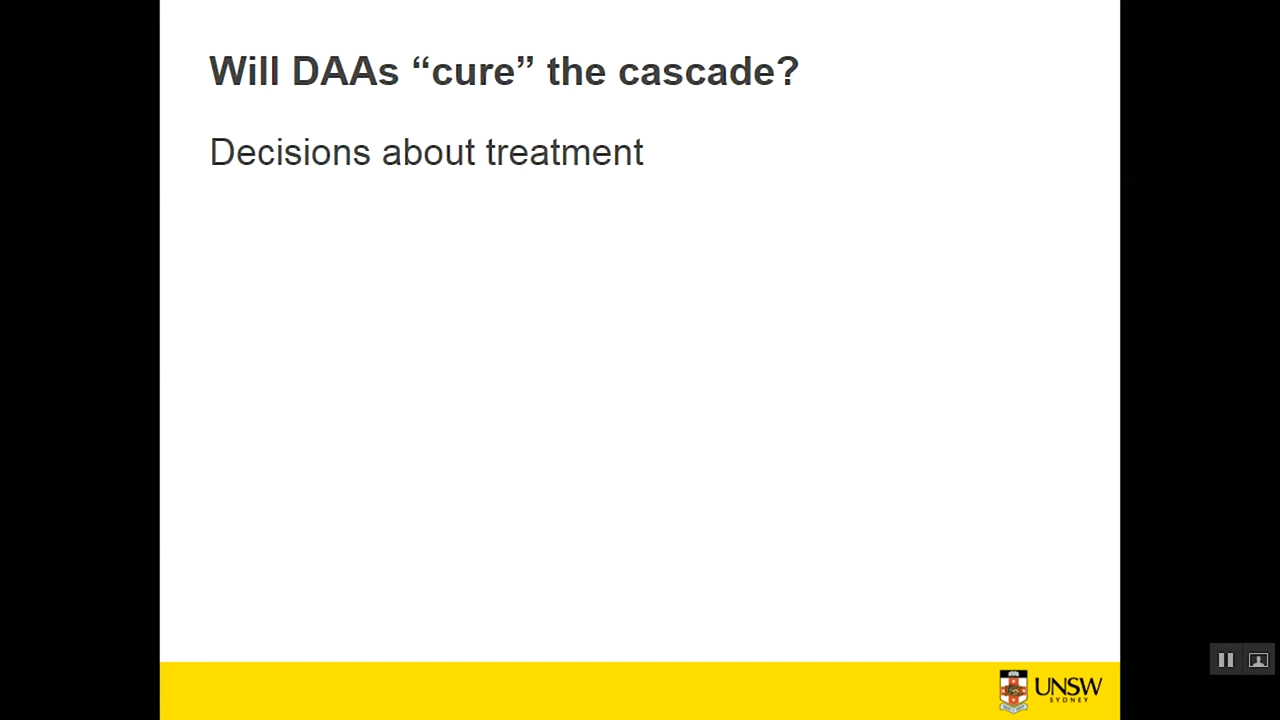 Will DAAs “cure” the cascade?
Decisions about treatment
UNSW
SYDNEY